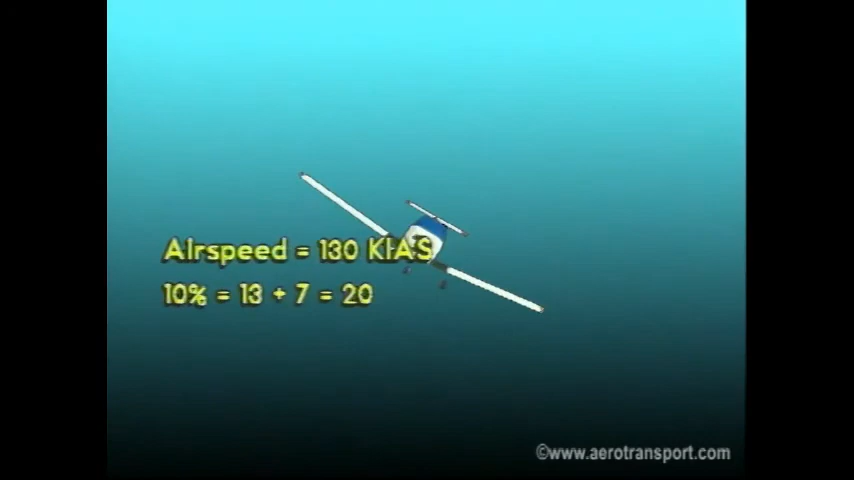 Airspeed = 130 KIAS
10% = 13 + 7 = 20
©www.aerotransport.com